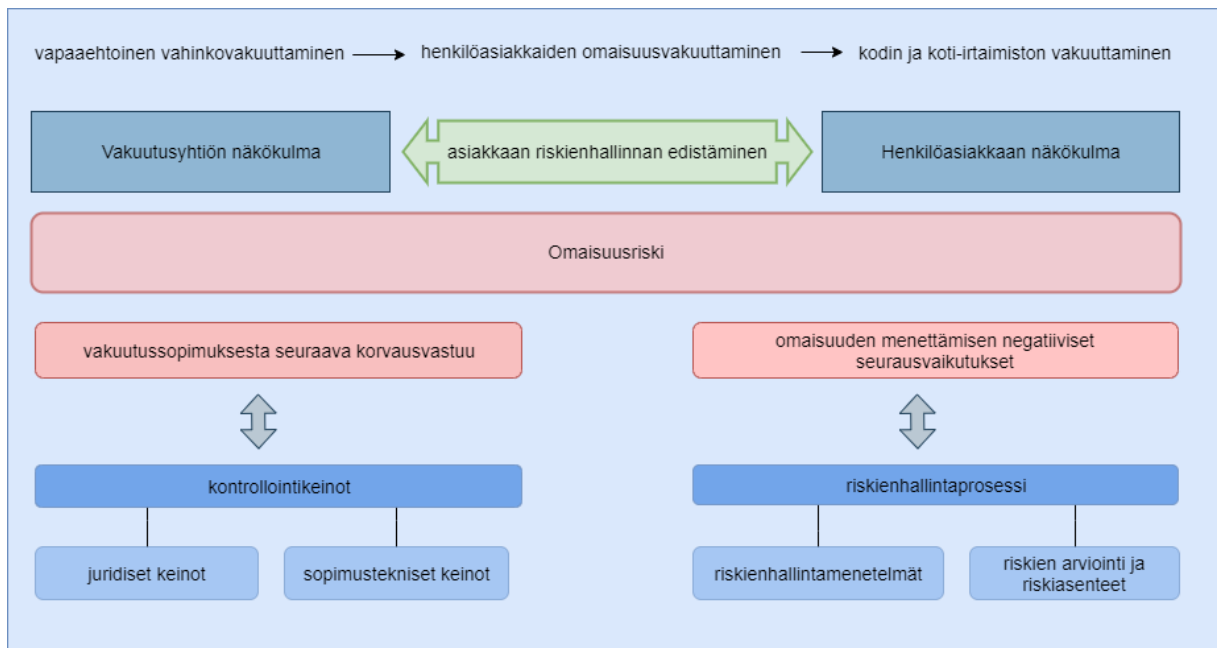 vapaaehtoinen vahinkovakuuttaminen
henkilöasiakkaiden omaisuusvakuuttaminen
kodin ja koti-irtaimiston vakuuttaminen
Vakuutusyhtiön näkökulma
asiakkaan riskienhallinnan edistäminen
Henkilöasiakkaan näkökulma
Omaisuusriski
vakuutussopimuksesta seuraava korvausvastuu
omaisuuden menettämisen negatiiviset
seurausvaikutukset
kontrollointikeinot
riskienhallintaprosessi
juridiset keinot
sopimustekniset keinot
riskienhallintamenetelmät
riskien arviointi ja
riskiasenteet